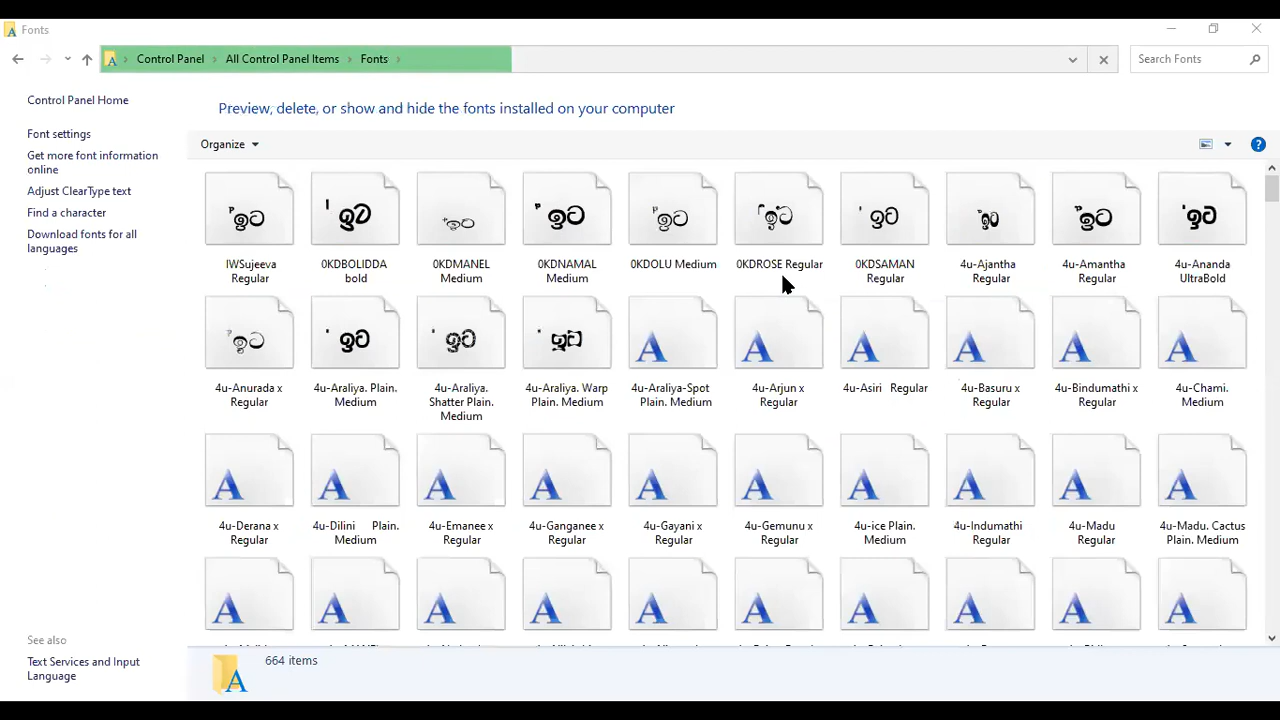 Fonts
Control Panel
All Control Panel Items
Fonts
Search Fonts
Control Panel Home
Font settings
Get more font information
online
Adjust ClearType text
Find a character
Download fonts for all
languages
Preview, delete, or show and hide the fonts installed on your computer
Organize
IWSujeeva
Regular
0KDBOLIDDA
bold
0KDMANEL
Medium
0KDNAMAL
Medium
0KDOLU Medium
0KDROSE Regular
0KDSAMAN
Regular
4u-Ajantha
Regular
4u-Amantha
Regular
4u-Ananda
UltraBold
4u-Anurada x
Regular
4u-Araliya. Plain.
Medium
4u-Araliya.
Shatter Plain.
Medium
4u-Araliya. Warp
Plain. Medium
4u-Araliya-Spot
Plain. Medium
4u-Arjun x
Regular
4u-Asiri Regular
4u-Basuru x
Regular
4u-Bindumathi x
Regular
4u-Chami.
Medium
4u-Derana x
Regular
4u-Dilini Plain.
Medium
4u-Emanee x
Regular
4u-Ganganee x
Regular
4u-Gayani x
Regular
4u-Gemunu x
Regular
4u-ice Plain.
Medium
4u-Indumathi
Regular
4u-Madu
Regular
4u-Madu. Cactus
Plain. Medium
See also
Text Services and Input
Language
664 items